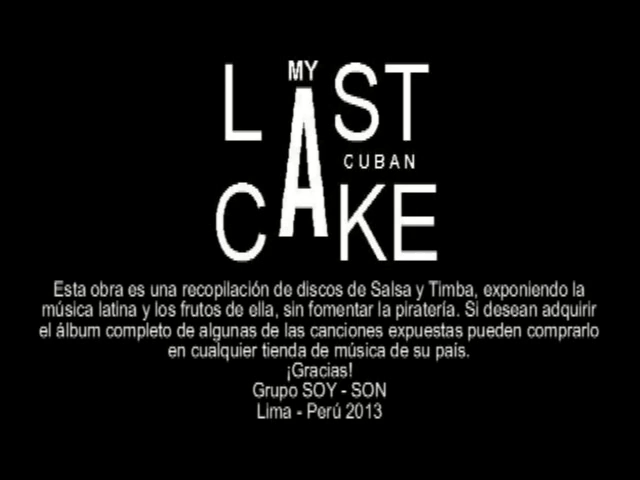 MY
LAST
CUBAN
CAKE
Esta obra es una recopilación de discos de Salsa y Timba, exponiendo la
música latina y los frutos de ella, sin fomentar la piratería. Si desean adquirir
el álbum completo de algunas de las canciones expuestas pueden comprarlo
en cualquier tienda de música de su país.
¡Gracias!
Grupo SOY - SON
Lima - Perú 2013